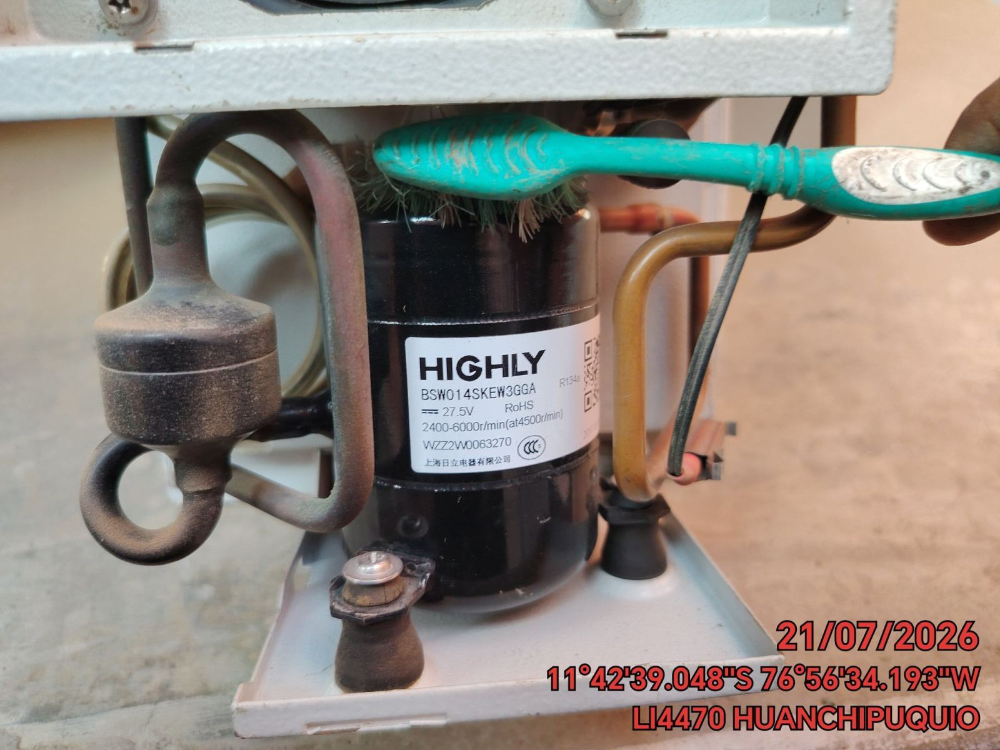 HIGHLY
BSW014SKEW3GGA
R134a
27.5V RoHS
2400-6000r/min(at4500r/min)
WZZ2W0063270
CCC S
上海日立电器有限公司
21/07/2026
11°42'39.048"S 76°56'34.193"W
LI4470 HUANCHIPUQUIO